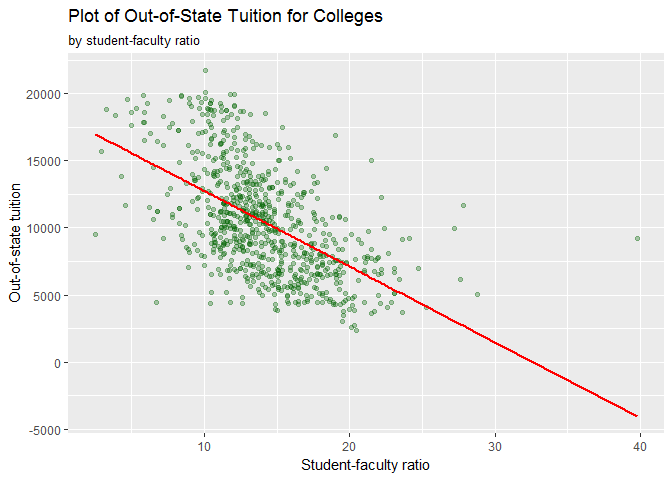 Plot of Out-of-State Tuition for Colleges
by student-faculty ratio
Out-of-state tuition
20000
15000
10000
5000
0
-5000
10
20
30
40
Student-faculty ratio